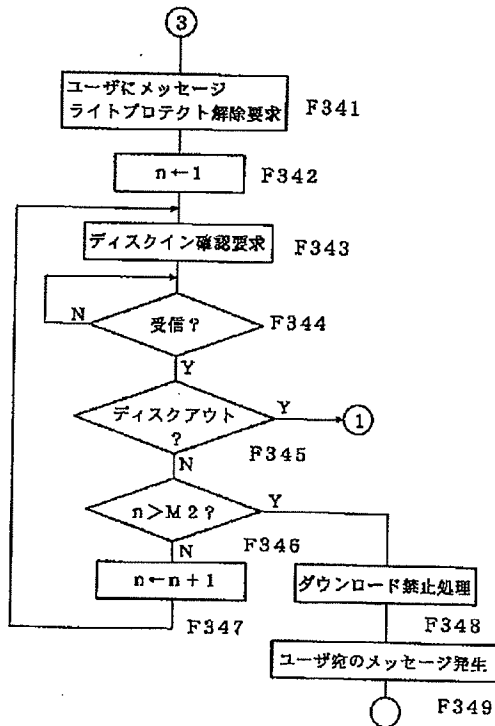 3
ユーザにメッセージ
ライトプロテクト解除要求
F341
n←1
F342
ディスクイン確認要求
F343
N
受信?
F344
Y
ディスクアウト
?
Y
1
F345
N
n>M2?
Y
F346
N
n←n+1
F347
ダウンロード禁止処理
F348
ユーザ宛のメッセージ発生
F349